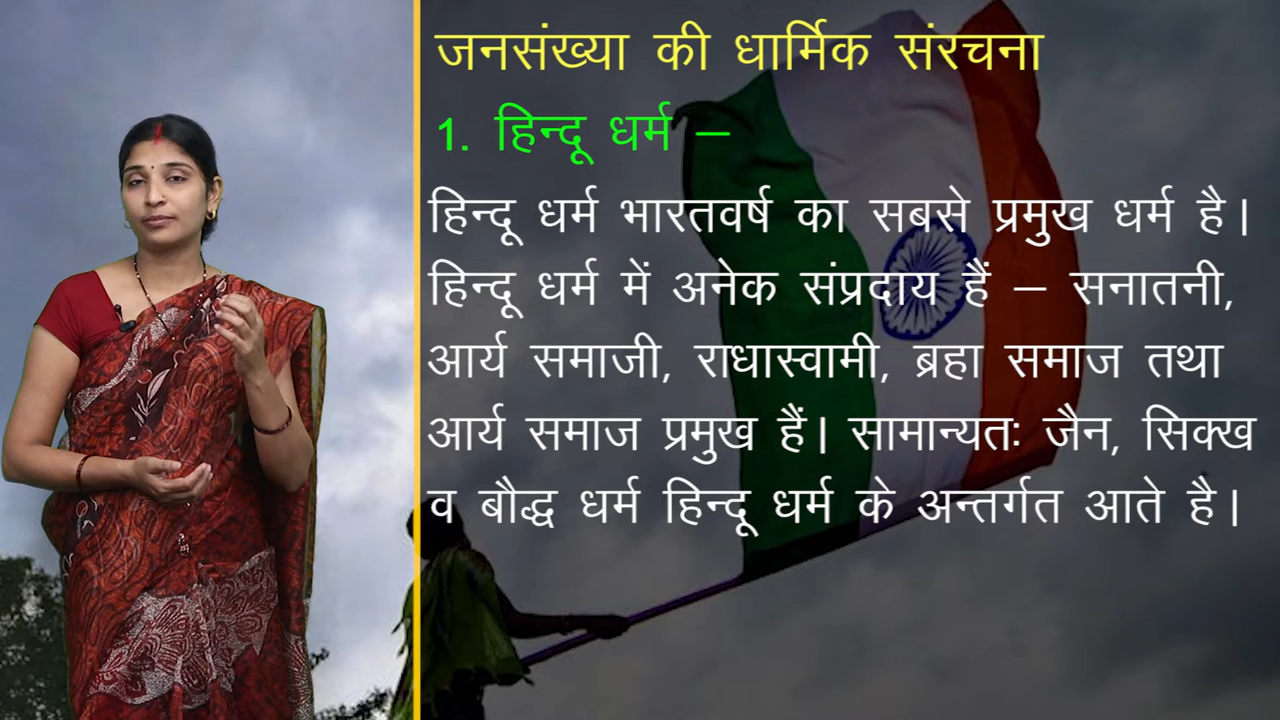 जनसंख्या की धार्मिक संरचना
1. हिन्दू धर्म –
हिन्दू धर्म भारतवर्ष का सबसे प्रमुख धर्म है।
हिन्दू धर्म में अनेक संप्रदाय हैं – सनातनी,
आर्य समाजी, राधास्वामी, ब्रहा समाज तथा
आर्य समाज प्रमुख हैं। सामान्यतः जैन, सिक्ख
व बौद्ध धर्म हिन्दू धर्म के अन्तर्गत आते है।